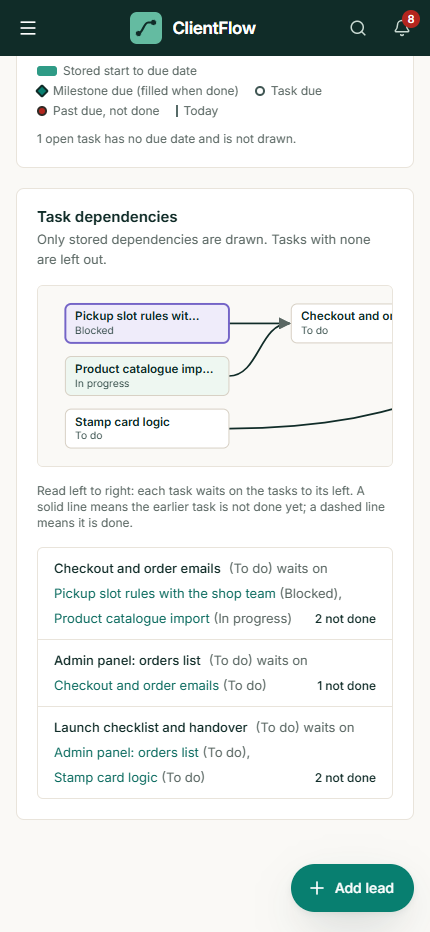 ClientFlow
8
Stored start to due date
Milestone due (filled when done) Task due
Past due, not done Today
1 open task has no due date and is not drawn.
Task dependencies
Only stored dependencies are drawn. Tasks with none
are left out.
Pickup slot rules wit...
Blocked
Checkout and or
To do
Product catalogue imp...
In progress
Stamp card logic
To do
Read left to right: each task waits on the tasks to its left. A
solid line means the earlier task is not done yet; a dashed line
means it is done.
Checkout and order emails (To do) waits on
Pickup slot rules with the shop team (Blocked),
Product catalogue import (In progress) 2 not done
Admin panel: orders list (To do) waits on
Checkout and order emails (To do) 1 not done
Launch checklist and handover (To do) waits on
Admin panel: orders list (To do),
Stamp card logic (To do) 2 not done
Add lead